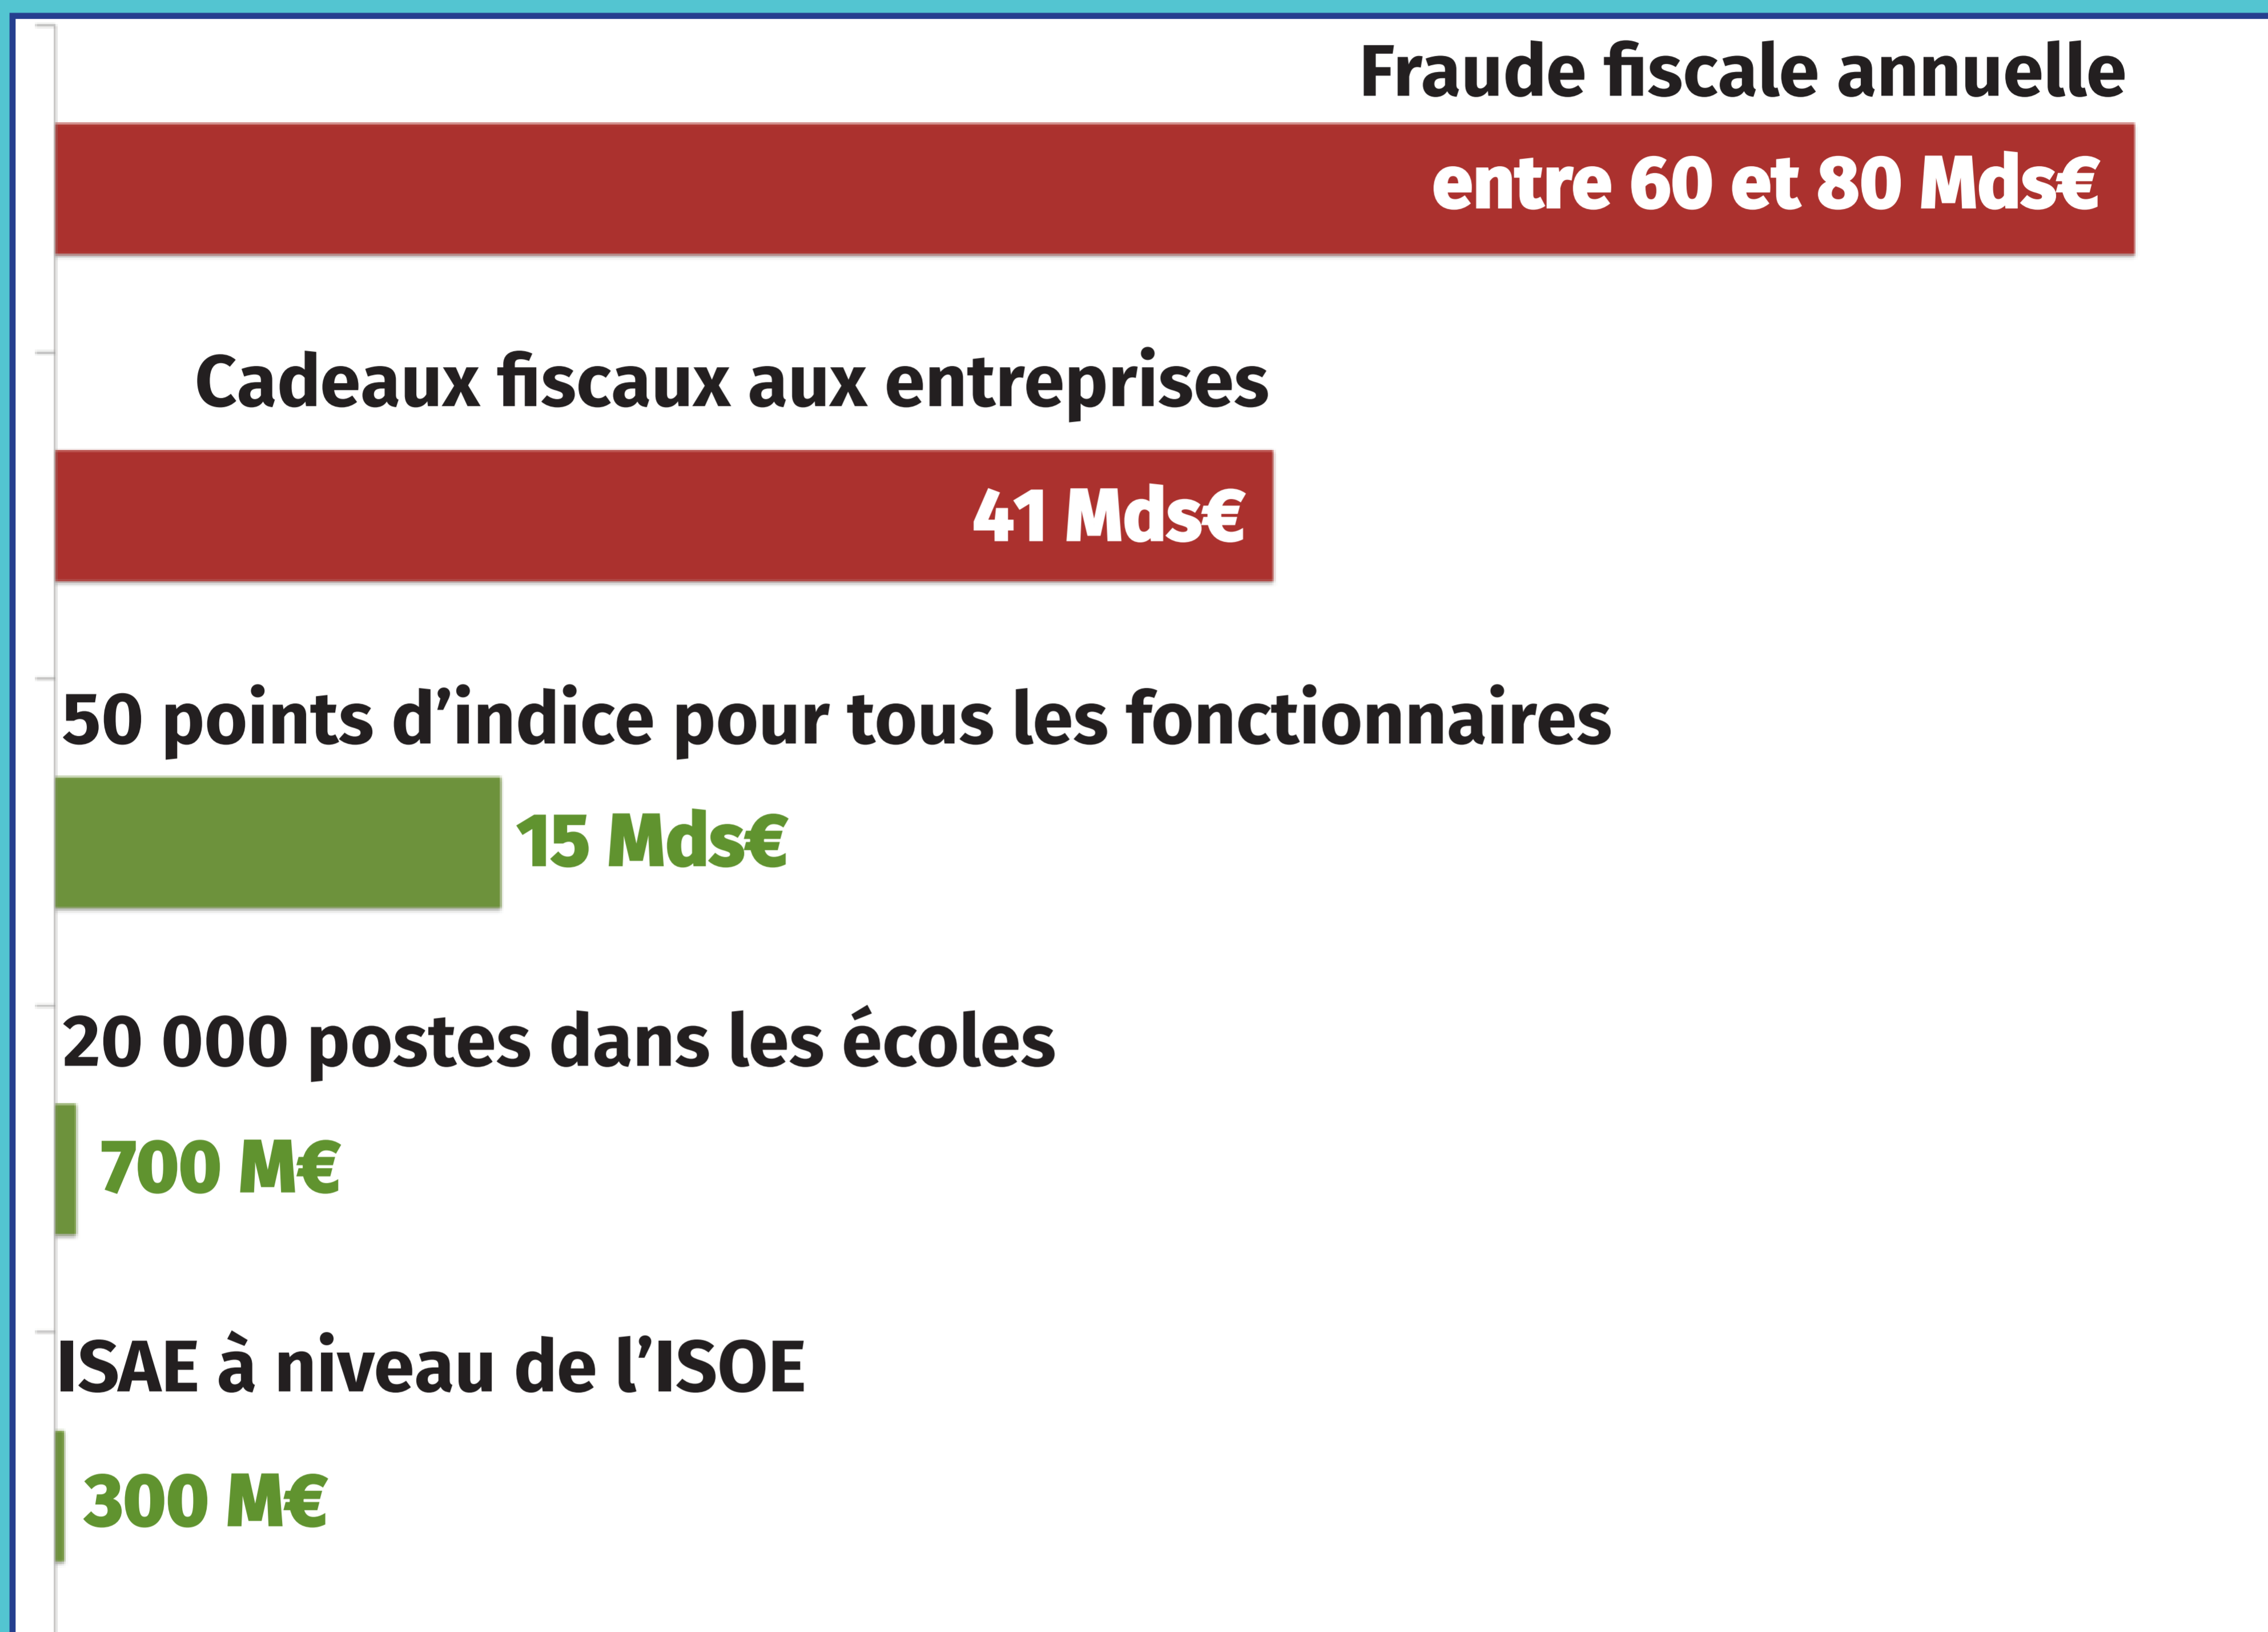 Fraude fiscale annuelle
entre 60 et 80 Mds€
Cadeaux fiscaux aux entreprises
41 Mds€
50 points d’indice pour tous les fonctionnaires
15 Mds€
20 000 postes dans les écoles
700 M€
ISAE à niveau de l’ISOE
300 M€